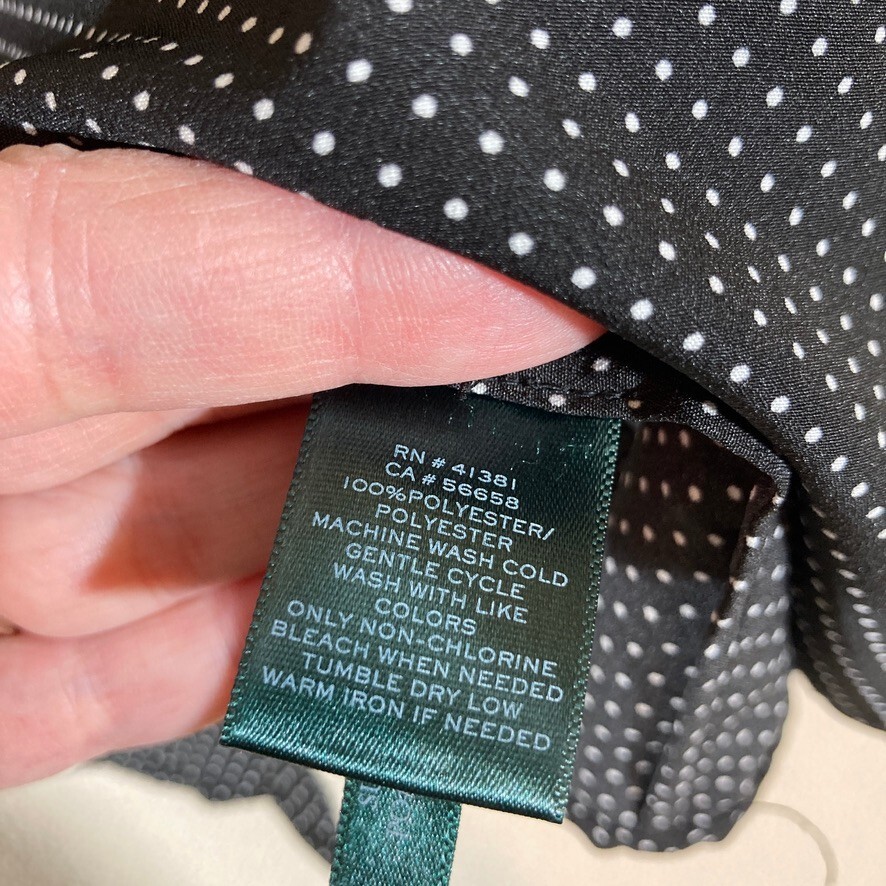 RN # 41381
CA # 56658
100%POLYESTER/
POLYESTER
MACHINE WASH COLD
GENTLE CYCLE
WASH WITH LIKE
COLORS
ONLY NON-CHLORINE
BLEACH WHEN NEEDED
TUMBLE DRY LOW
WARM IRON IF NEEDED